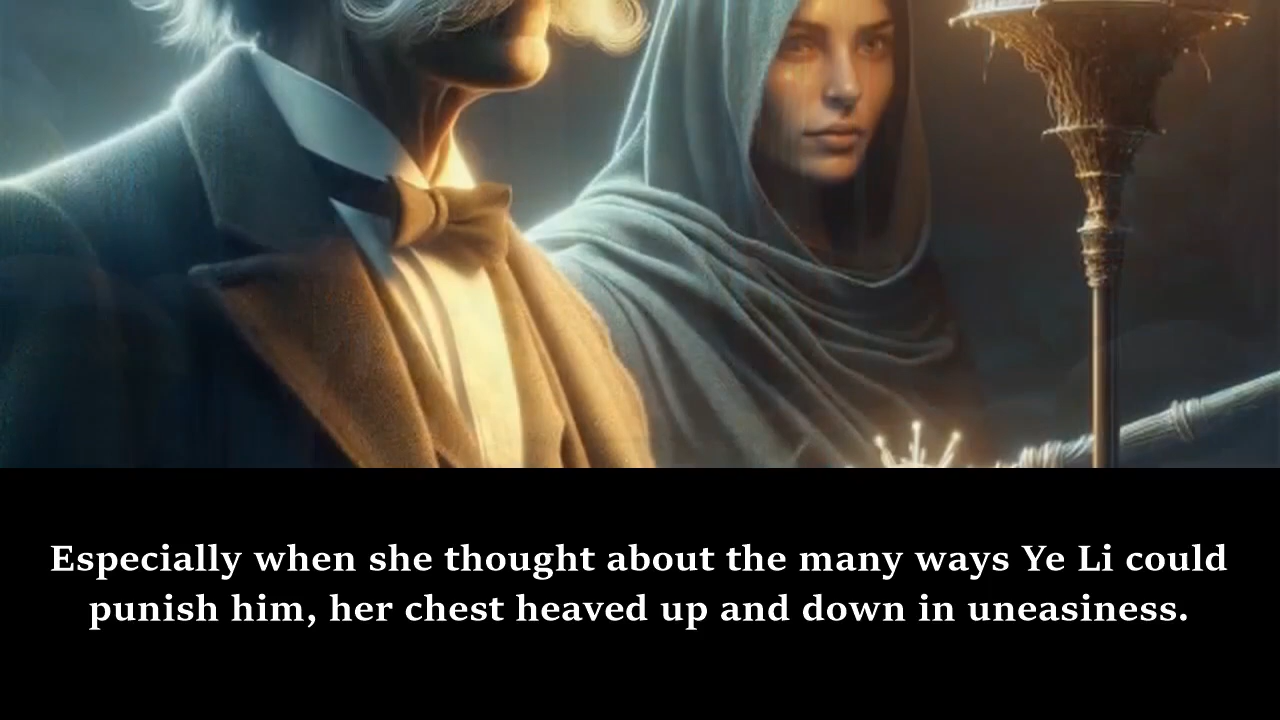 Especially when she thought about the many ways Ye Li could
punish him, her chest heaved up and down in uneasiness.